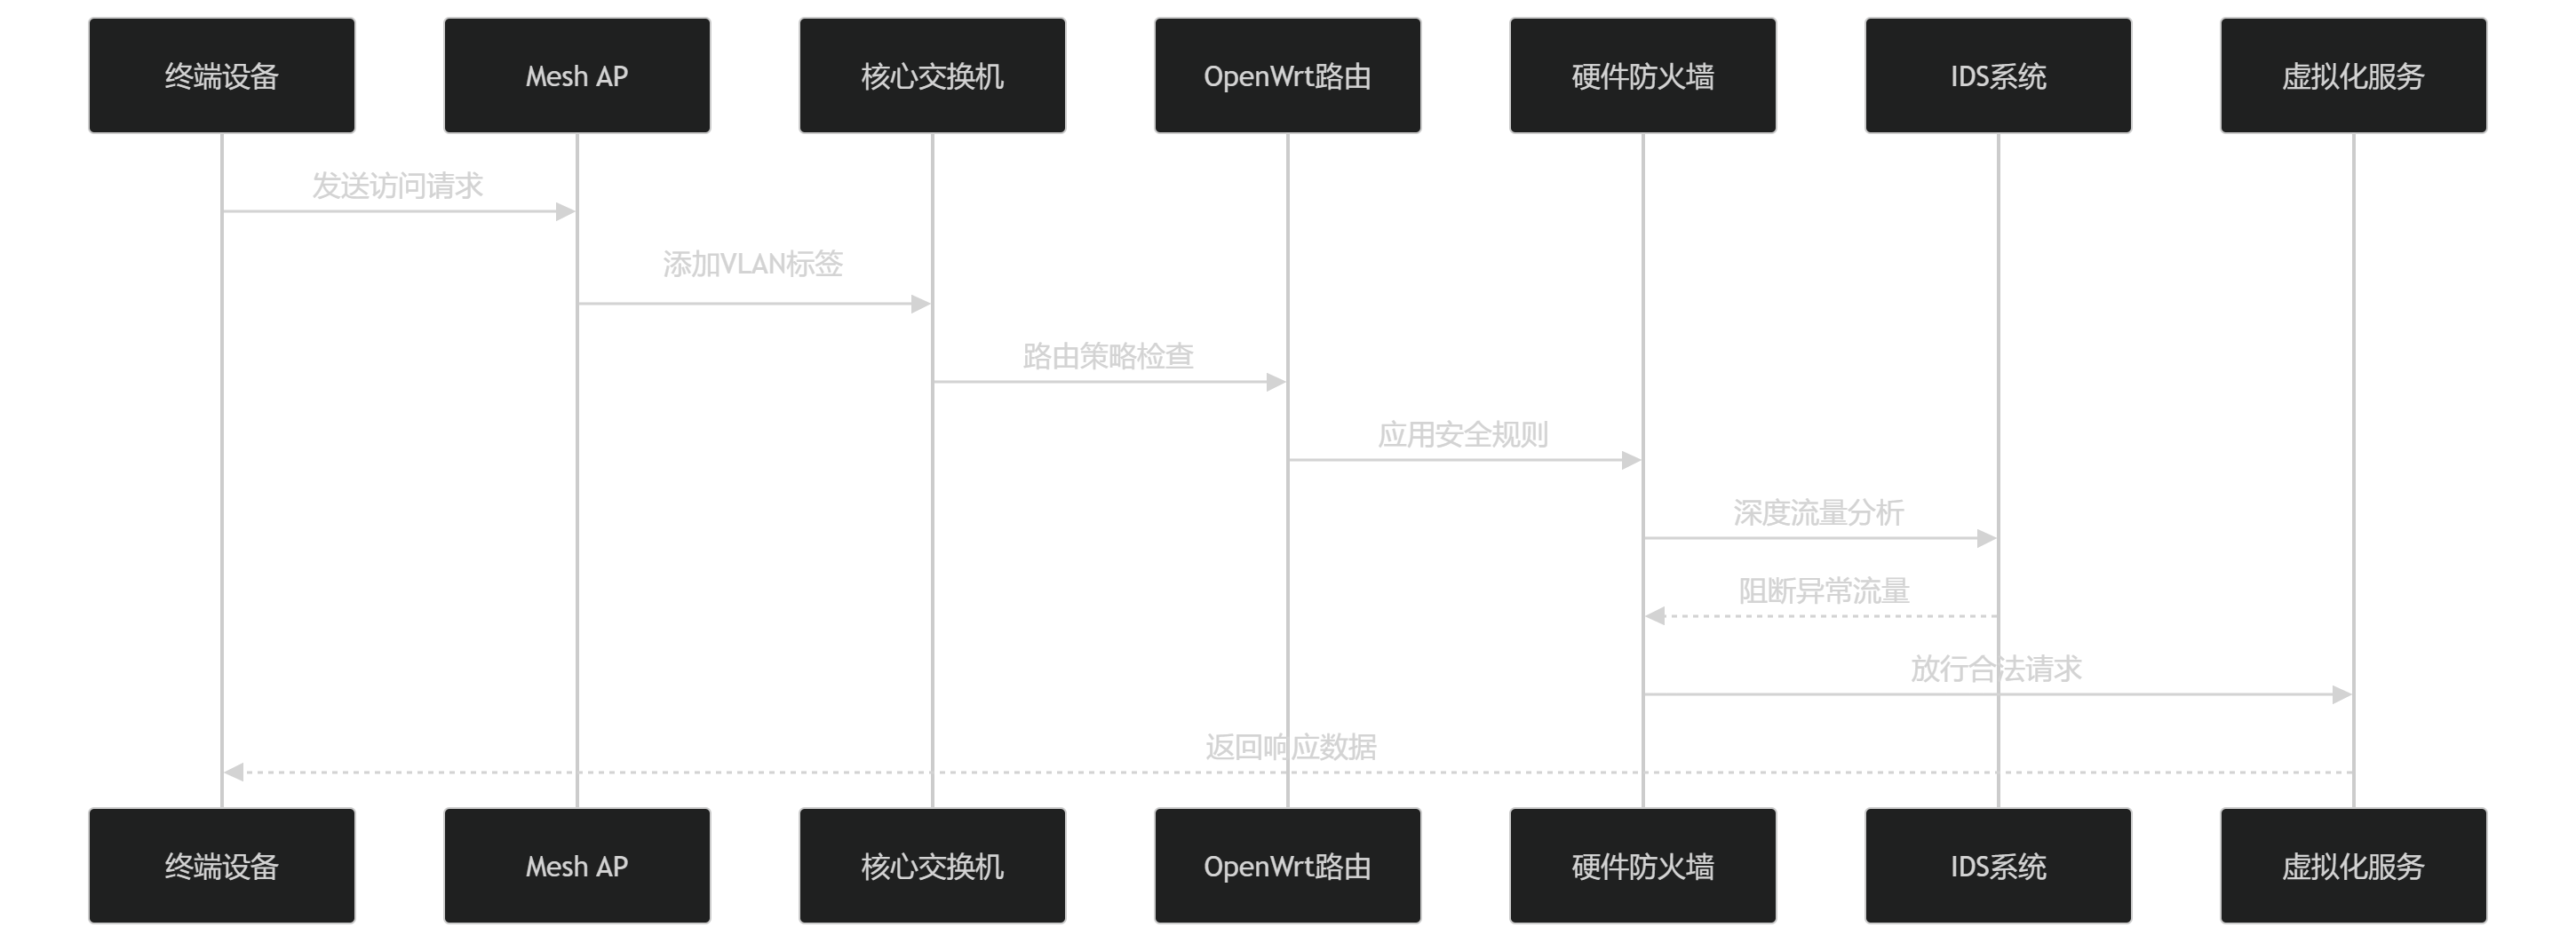 终端设备
Mesh AP
核心交换机
OpenWrt路由
硬件防火墙
IDS系统
虚拟化服务
发送访问请求
添加VLAN标签
路由策略检查
应用安全规则
深度流量分析
阻断异常流量
放行合法请求
返回响应数据
终端设备
Mesh AP
核心交换机
OpenWrt路由
硬件防火墙
IDS系统
虚拟化服务